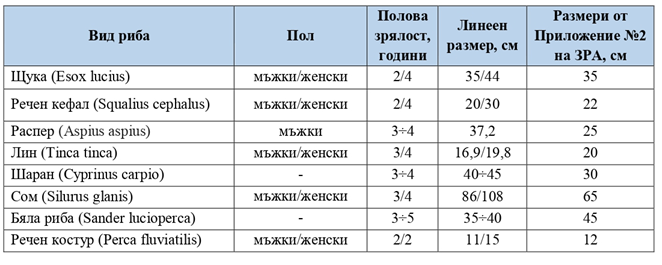 Вид риба | Пол | Полова зрялост, години | Линеен размер, см | Размери от Приложение №2 на ЗРА, см
Щука (Esox lucius) | мъжки/женски | 2/4 | 35/44 | 35
Речен кефал (Squalius cephalus) | мъжки/женски | 2/4 | 20/30 | 22
Распер (Aspius aspius) | мъжки | 3÷4 | 37,2 | 25
Лин (Tinca tinca) | мъжки/женски | 3/4 | 16,9/19,8 | 20
Шаран (Cyprinus carpio) | - | 3÷4 | 40÷45 | 30
Сом (Silurus glanis) | мъжки/женски | 3/4 | 86/108 | 65
Бяла риба (Sander lucioperca) | - | 3÷5 | 35÷40 | 45
Речен костур (Perca fluviatilis) | мъжки/женски | 2/2 | 11/15 | 12